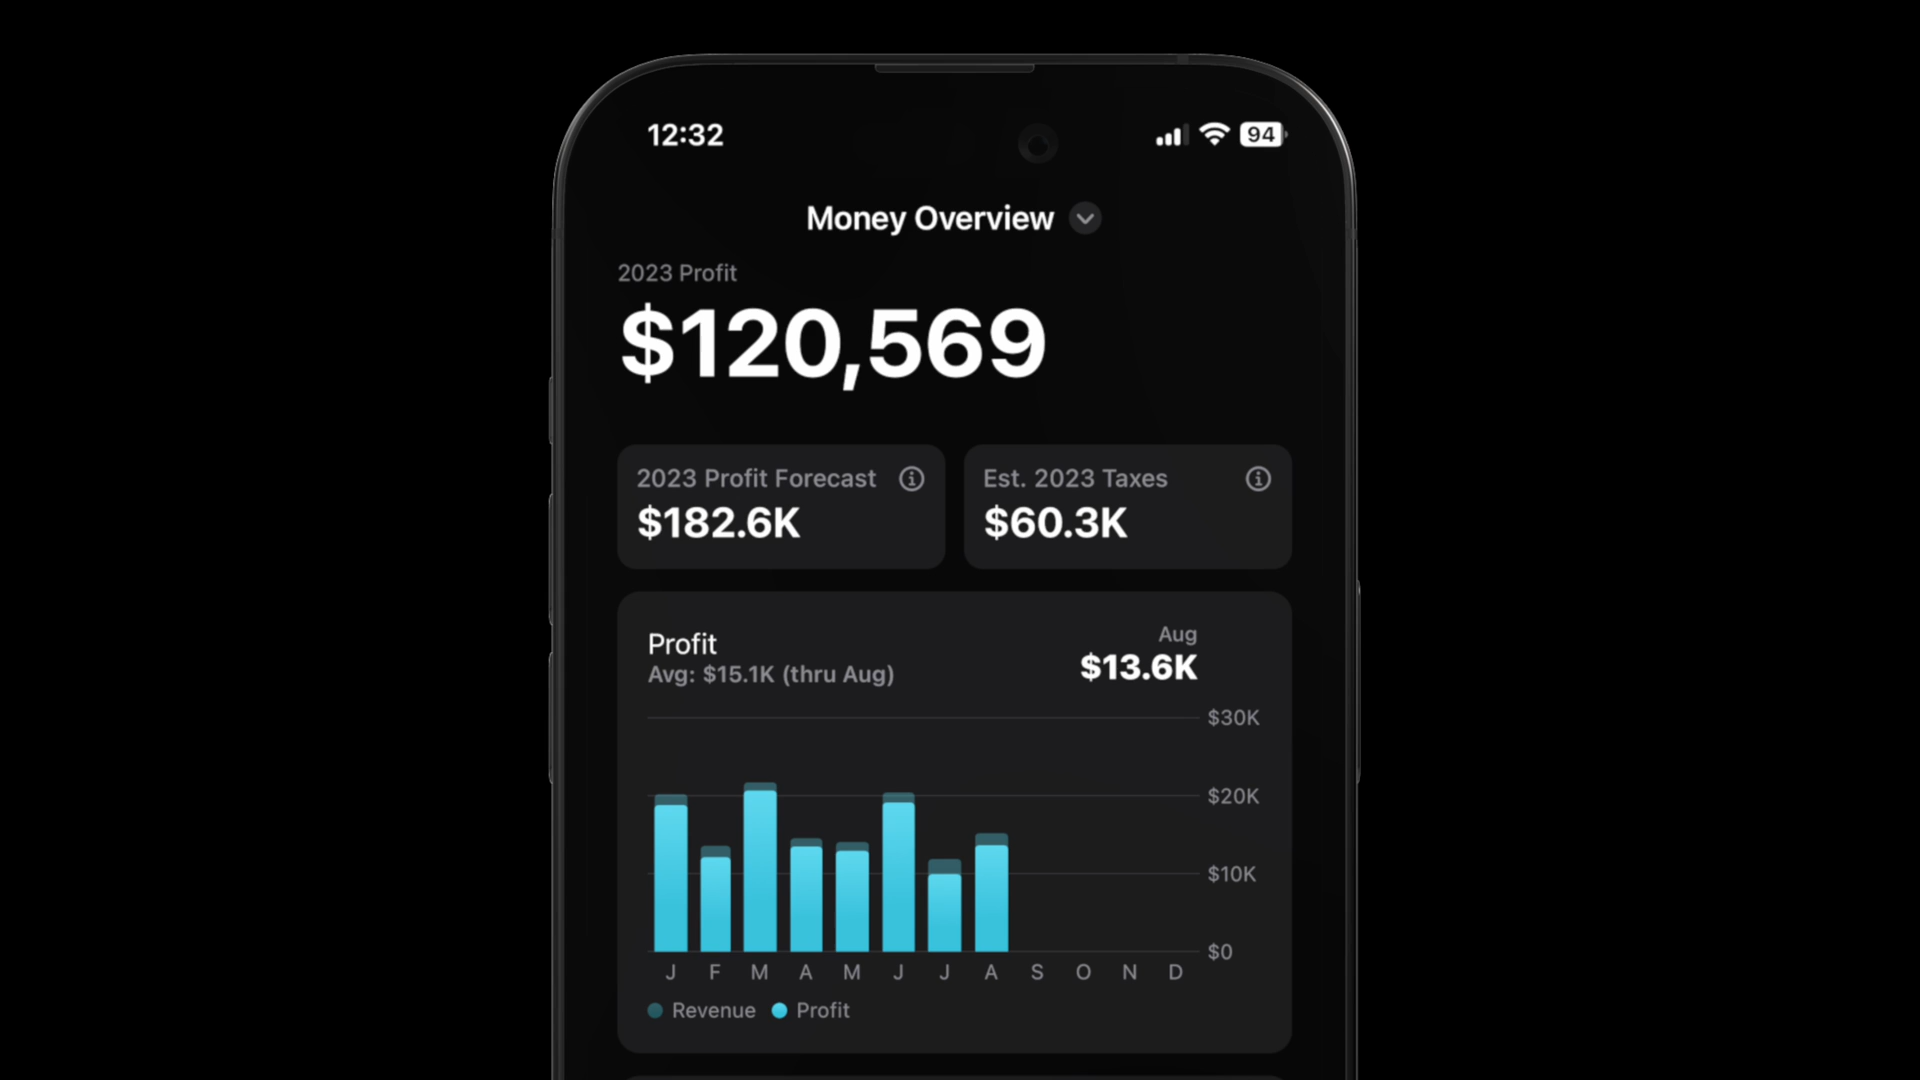 12:32
94
Money Overview
2023 Profit
$120,569
2023 Profit Forecast
$182.6K
Est. 2023 Taxes
$60.3K
Profit
Avg: $15.1K (thru Aug)
Aug
$13.6K
$30K
$20K
$10K
$0
J F M A M J J A S O N D
Revenue Profit